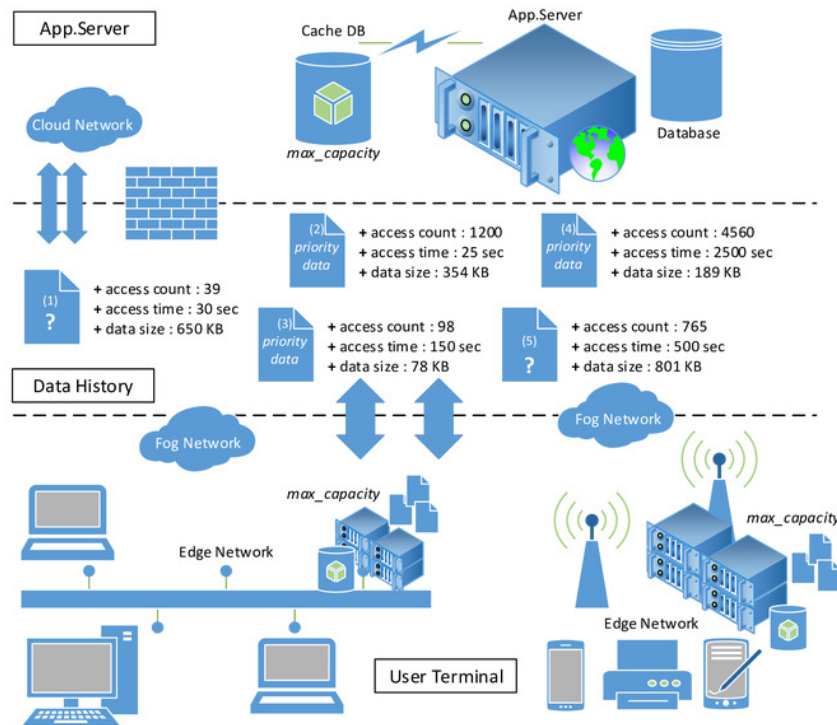 App.Server
Cache DB
App.Server
Cloud Network
max_capacity
Database
(2)
priority
data
+ access count : 1200
+ access time : 25 sec
+ data size : 354 KB
(4)
priority
data
+ access count : 4560
+ access time : 2500 sec
+ data size : 189 KB
(1)
?
+ access count : 39
+ access time : 30 sec
+ data size : 650 KB
(3)
priority
data
+ access count : 98
+ access time : 150 sec
+ data size : 78 KB
(5)
?
+ access count : 765
+ access time : 500 sec
+ data size : 801 KB
Data History
Fog Network
Fog Network
max_capacity
max_capacity
Edge Network
Edge Network
User Terminal